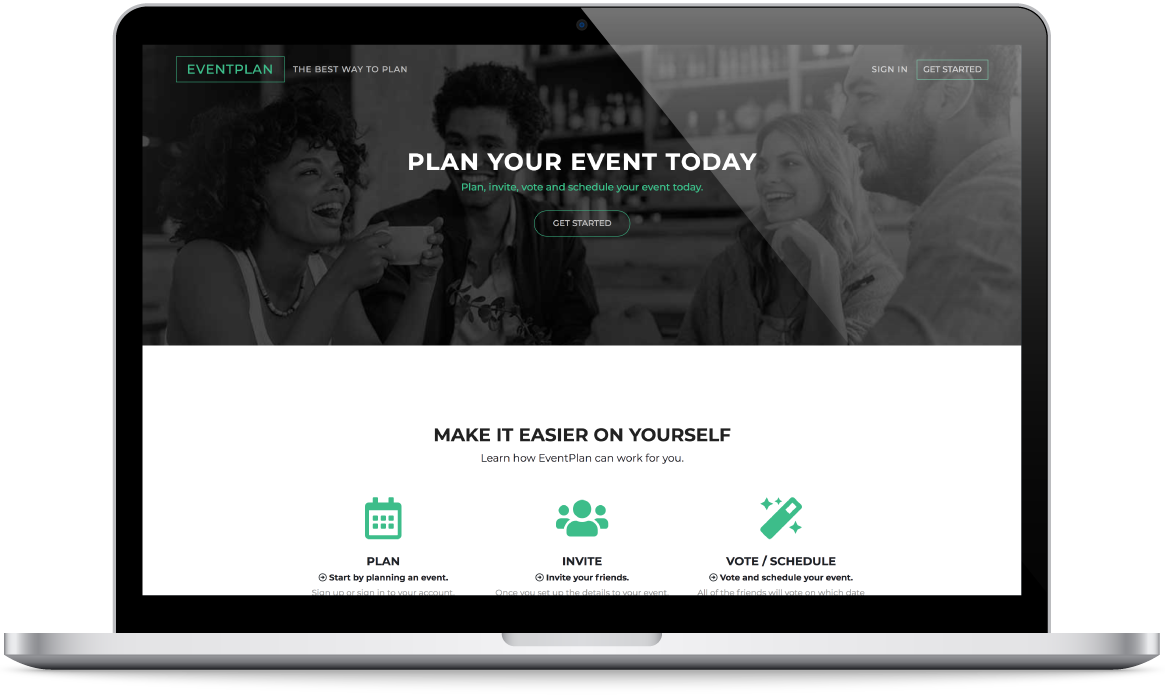 EVENTPLAN THE BEST WAY TO PLAN SIGN IN GET STARTED
PLAN YOUR EVENT TODAY
Plan, invite, vote and schedule your event today.
GET STARTED
MAKE IT EASIER ON YOURSELF
Learn how EventPlan can work for you.
PLAN INVITE VOTE / SCHEDULE
Start by planning an event. Invite your friends. Vote and schedule your event.
Sign up or sign in to your account. Once you set up the details to your event, All of the friends will vote on which date